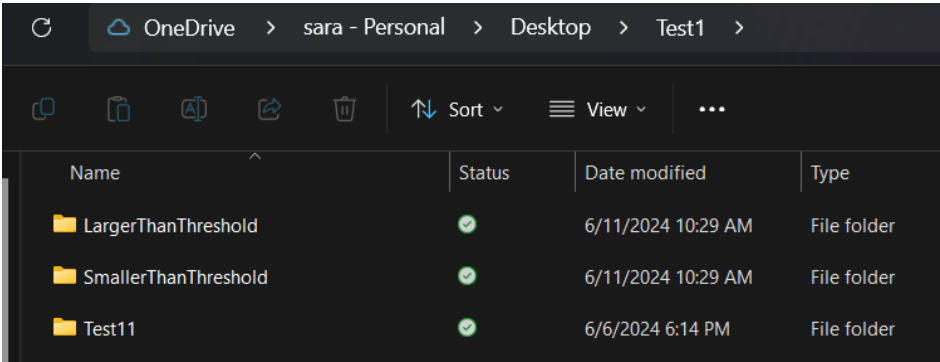 OneDrive > sara - Personal > Desktop > Test1 >
Sort View ...
Name Status Date modified Type
LargerThanThreshold 6/11/2024 10:29 AM File folder
SmallerThanThreshold 6/11/2024 10:29 AM File folder
Test11 6/6/2024 6:14 PM File folder